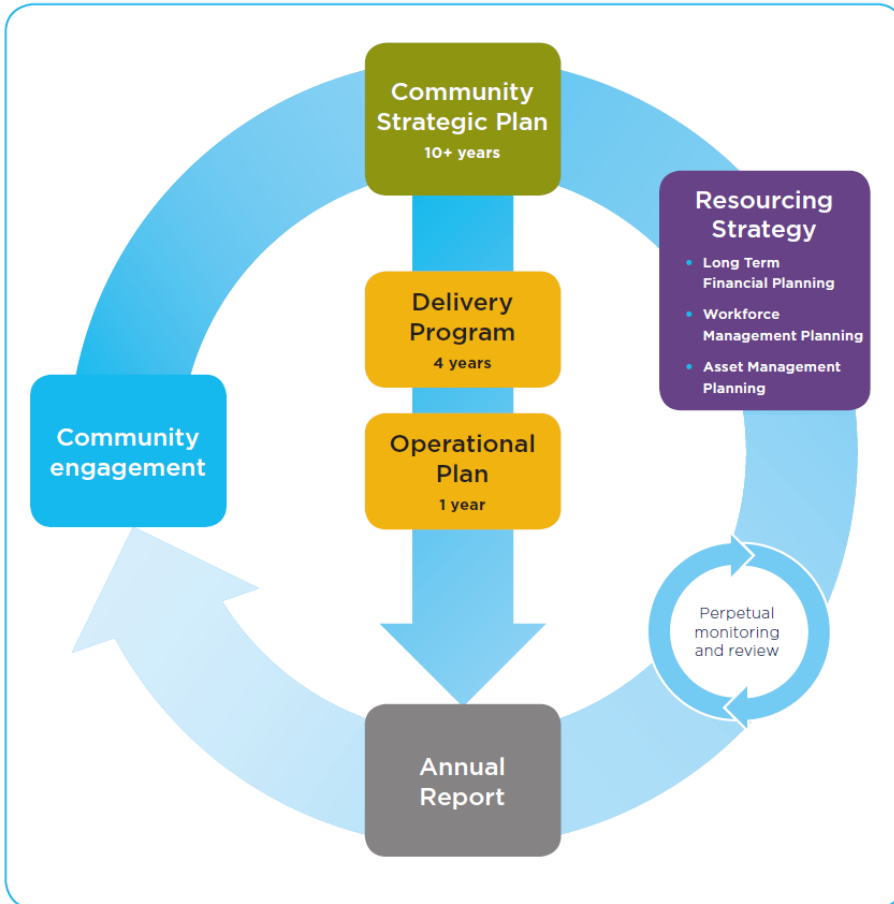 Community
Strategic Plan
10+ years
Resourcing
Strategy
• Long Term
Financial Planning
• Workforce
Management Planning
• Asset Management
Planning
Delivery
Program
4 years
Community
engagement
Operational
Plan
1 year
Perpetual
monitoring
and review
Annual
Report